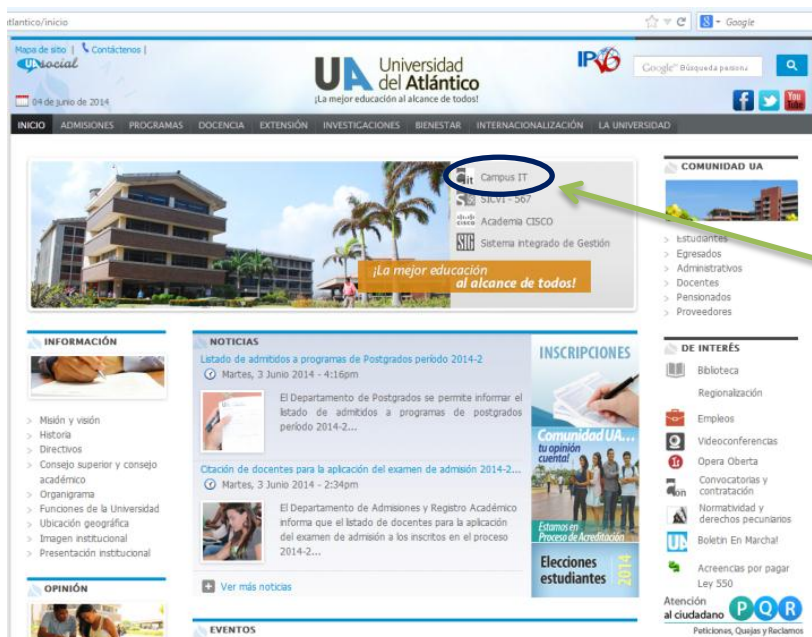 tlantico/inicio
Google
Mapa de sitio | Contáctenos |
UAsocial
04 de junio de 2014
UA Universidad del Atlántico
¡La mejor educación al alcance de todos!
IPV6
Google Búsqueda persona
You Tube
INICIO ADMISIONES PROGRAMAS DOCENCIA EXTENSIÓN INVESTIGACIONES BIENESTAR INTERNACIONALIZACIÓN LA UNIVERSIDAD
Campus IT
SICVI - 567
Academia CISCO
Sistema integrado de Gestión
¡La mejor educación
al alcance de todos!
COMUNIDAD UA
> Estudiantes
> Egresados
> Administrativos
> Docentes
> Pensionados
> Proveedores
INFORMACIÓN
> Misión y visión
> Historia
> Directivos
> Consejo superior y consejo
académico
> Organigrama
> Funciones de la Universidad
> Ubicación geográfica
> Imagen institucional
> Presentación institucional
OPINIÓN
NOTICIAS
Listado de admitidos a programas de Postgrados periodo 2014-2
Martes, 3 Junio 2014 - 4:16pm
El Departamento de Postgrados se permite informar el
listado de admitidos a programas de postgrados
período 2014-2...
Citación de docentes para la aplicación del examen de admisión 2014-2...
Martes, 3 Junio 2014 - 2:34pm
El Departamento de Admisiones y Registro Académico
informa que el listado de docentes para la aplicación
del examen de admisión a los inscritos en el proceso
2014-2...
Ver más noticias
EVENTOS
INSCRIPCIONES
Comunidad UA...
tu opinión
cuenta!
Estamos en
Proceso de Acreditación
Elecciones
estudiantes 2014
DE INTERÉS
Biblioteca
Regionalización
Empleos
Videoconferencias
Opera Oberta
Convocatorias y
contratación
Normatividad y
derechos pecuniarios
Boletin En Marcha!
Acreencias por pagar
Ley 550
Atención
al ciudadano PQR
Peticiones, Quejas y Reclamos